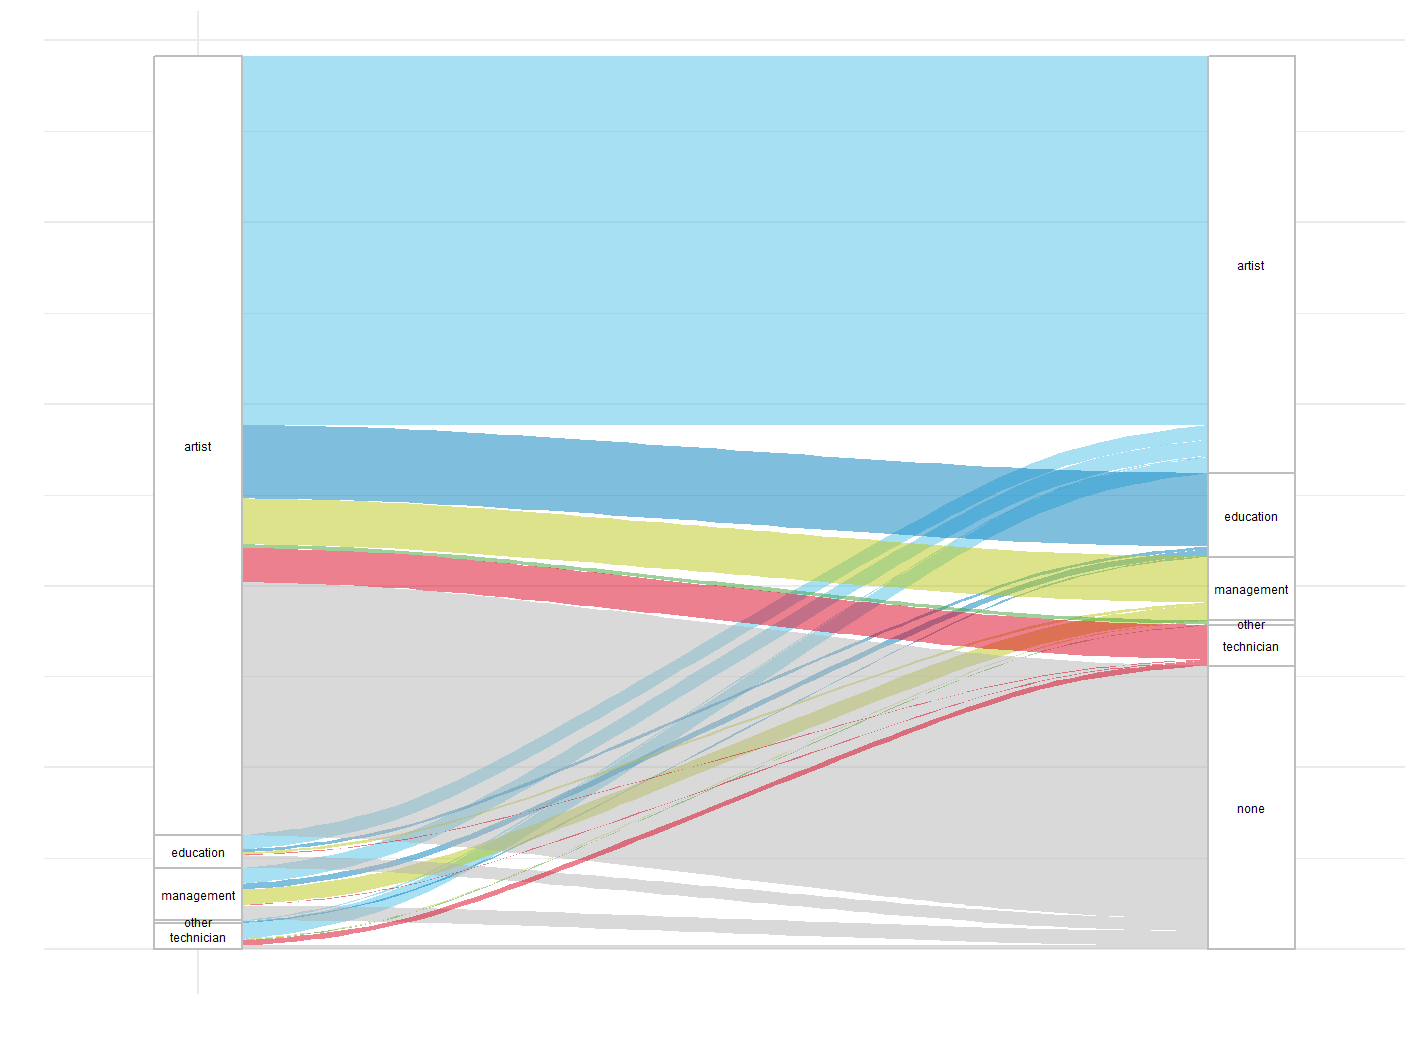 artist
education
management
other
technician
artist
education
management
other
technician
none